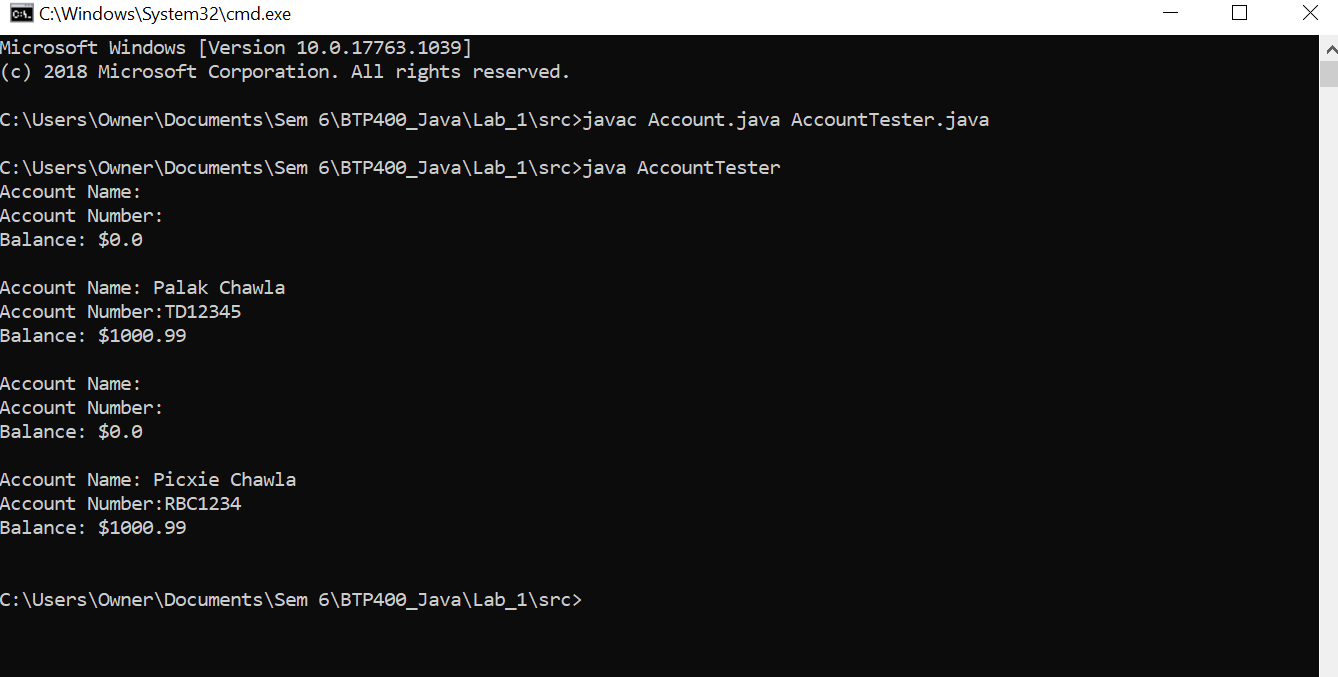 C:\Windows\System32\cmd.exe
Microsoft Windows [Version 10.0.17763.1039]
(c) 2018 Microsoft Corporation. All rights reserved.
C:\Users\Owner\Documents\Sem 6\BTP400_Java\Lab_1\src>javac Account.java AccountTester.java
C:\Users\Owner\Documents\Sem 6\BTP400_Java\Lab_1\src>java AccountTester
Account Name:
Account Number:
Balance: $0.0
Account Name: Palak Chawla
Account Number:TD12345
Balance: $1000.99
Account Name:
Account Number:
Balance: $0.0
Account Name: Picxie Chawla
Account Number:RBC1234
Balance: $1000.99
C:\Users\Owner\Documents\Sem 6\BTP400_Java\Lab_1\src>